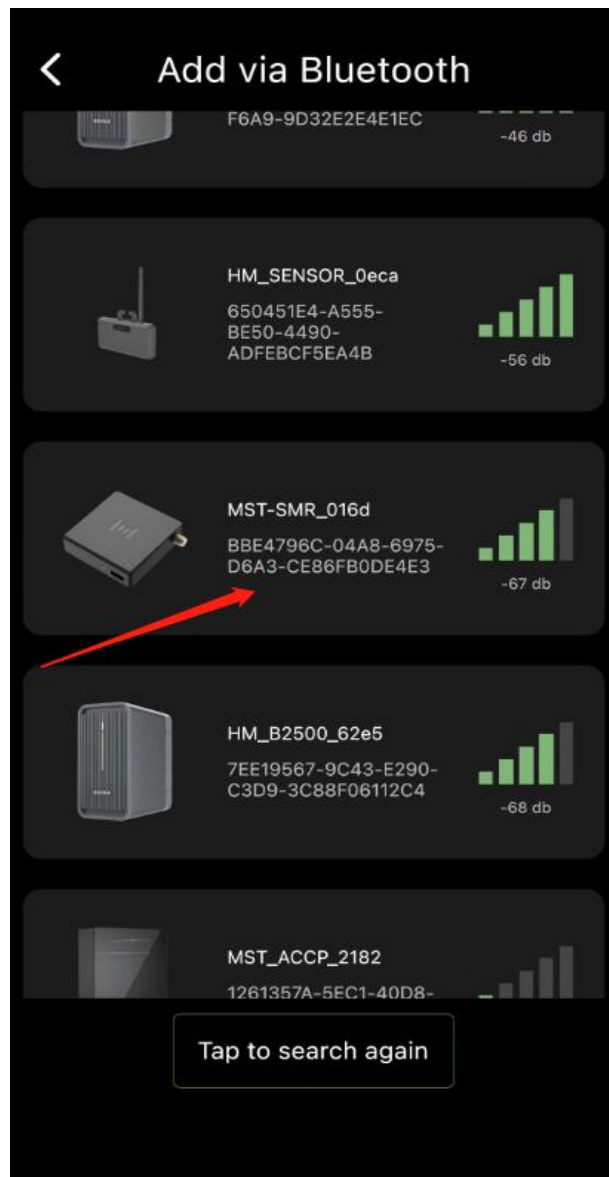 Add via Bluetooth
F6A9-9D32E2E4E1EC
-46 db
HM_SENSOR_0eca
650451E4-A555-
BE50-4490-
ADFEBCF5EA4B
-56 db
MST-SMR_016d
BBE4796C-04A8-6975-
D6A3-CE86FB0DE4E3
-67 db
HM_B2500_62e5
7EE19567-9C43-E290-
C3D9-3C88F06112C4
-68 db
MST_ACCP_2182
1261357A-5EC1-40D8-
Tap to search again